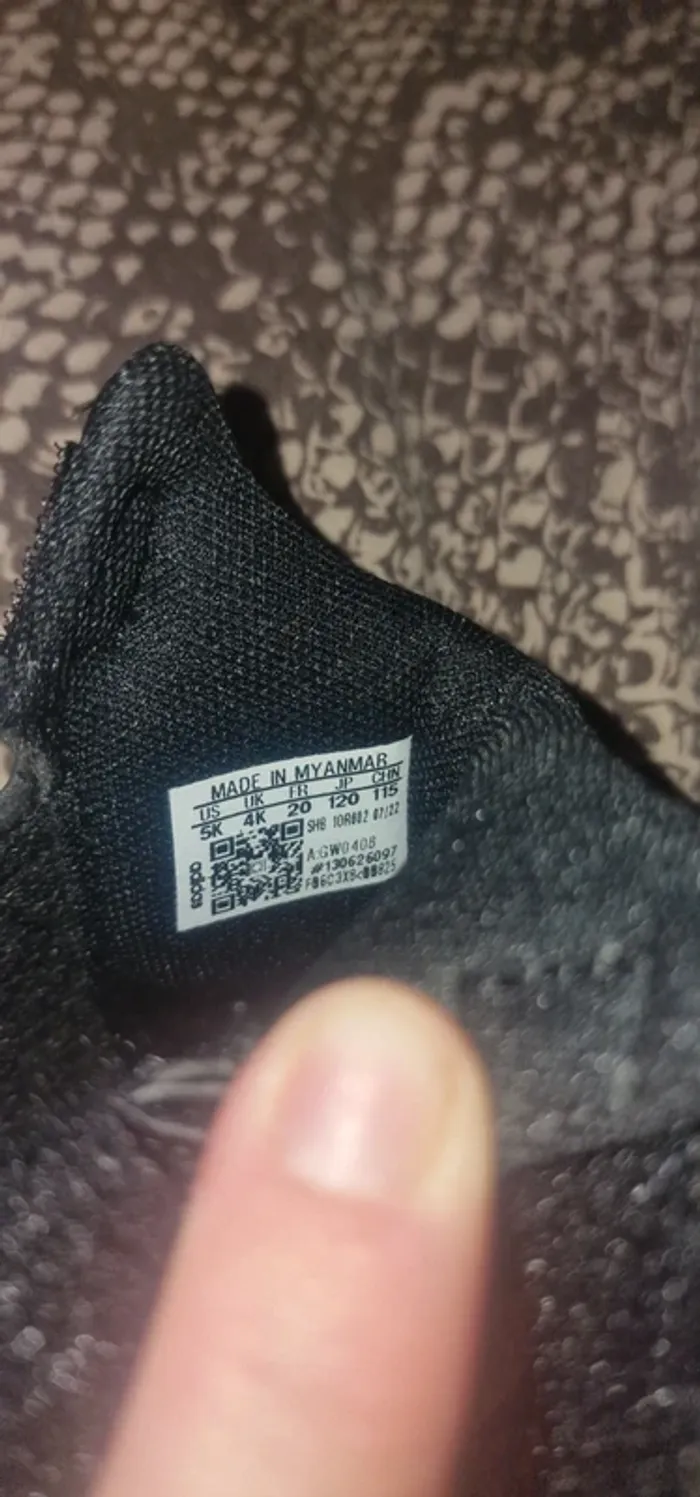 MADE IN MYANMAR
US UK FR JP CHN
5K 4K 20 120 115
SHB 10R802 07/22
A:GW0408
#130626097
adidas